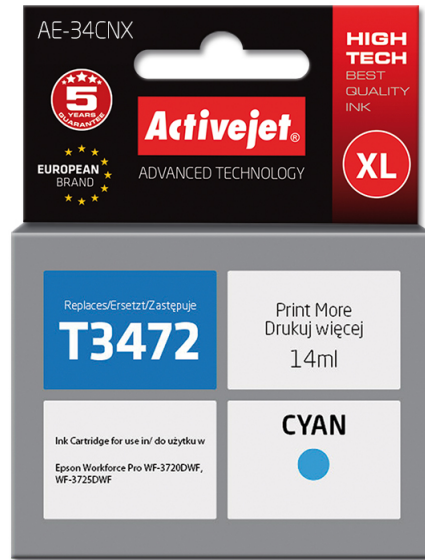 AE-34CNX
HIGH
TECH
BEST
QUALITY
INK
5
YEARS
GUARANTEE
Activejet®
EUROPEAN
BRAND
ADVANCED TECHNOLOGY
XL
Replaces/Ersetzt/Zastępuje
T3472
Print More
Drukuj więcej
14ml
Ink Cartridge for use in/ do użytku w
Epson Workforce Pro WF-3720DWF,
WF-3725DWF
CYAN